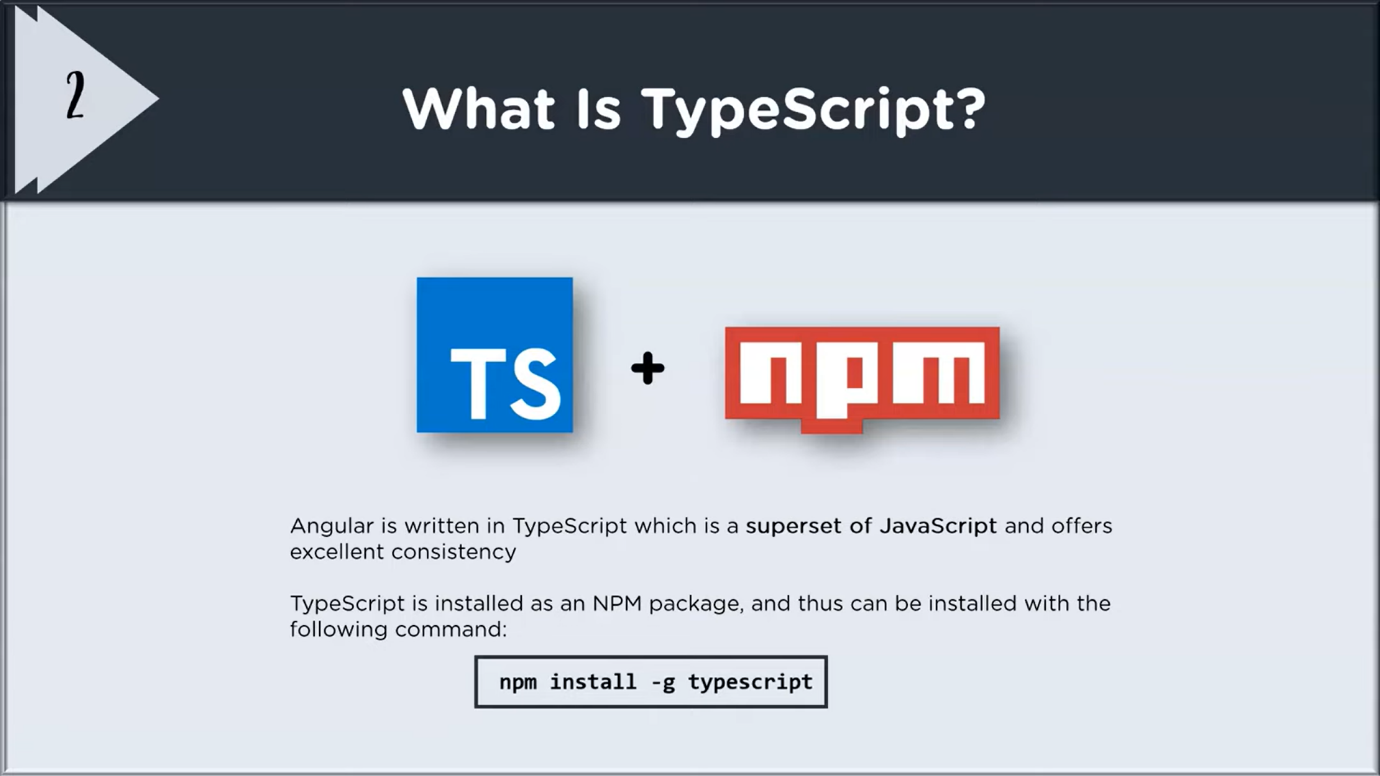 2
What Is TypeScript?
TS
+
npm
Angular is written in TypeScript which is a superset of JavaScript and offers
excellent consistency
TypeScript is installed as an NPM package, and thus can be installed with the
following command:
npm install -g typescript